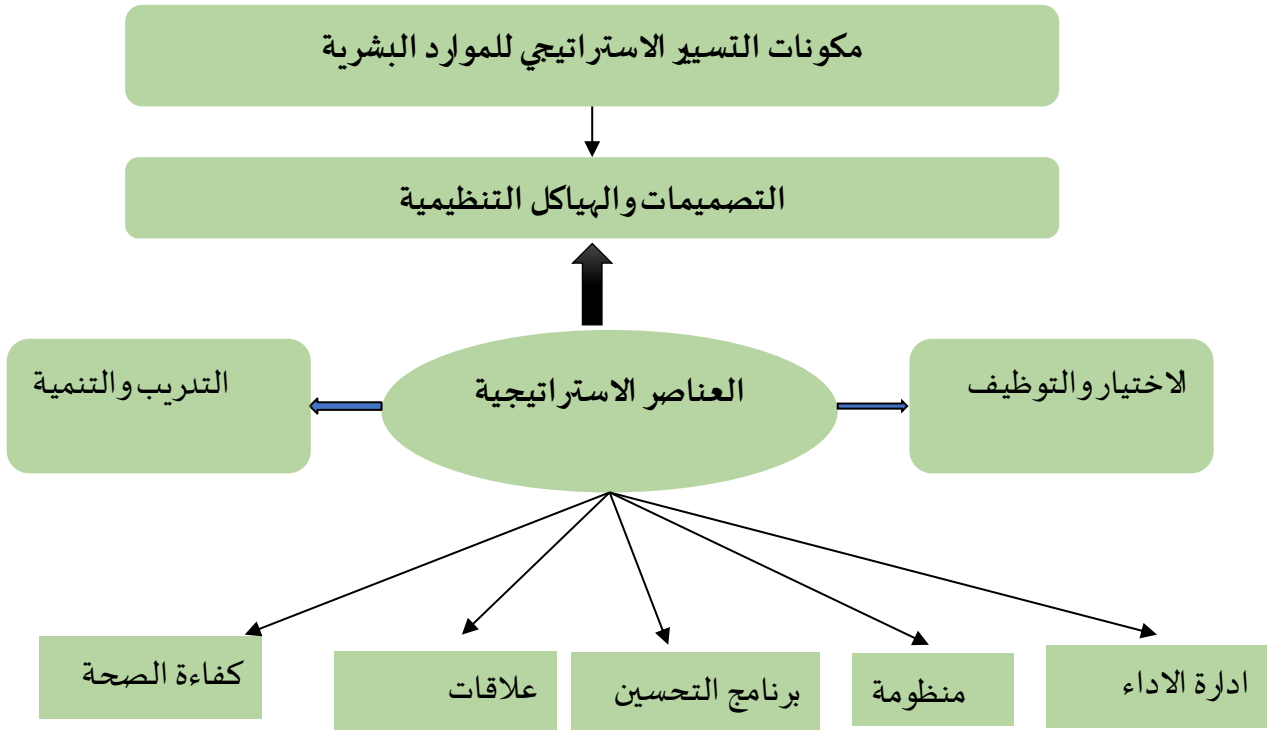 مكونات التسيير الاستراتيجي للموارد البشرية
التصميمات والهياكل التنظيمية
العناصر الاستراتيجية
الاختيار والتوظيف
التدريب والتنمية
ادارة الاداء
منظومة
برنامج التحسين
علاقات
كفاءة الصحة